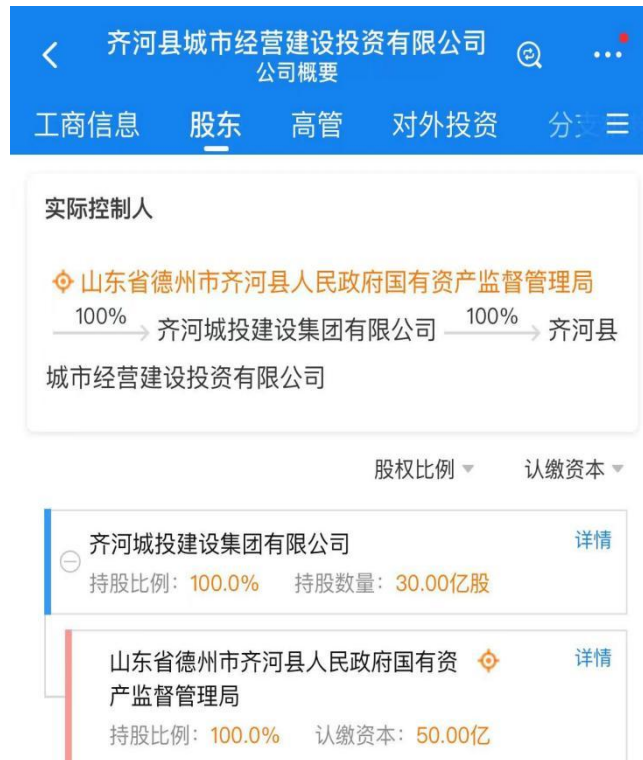 齐河县城市经营建设投资有限公司
公司概要
工商信息 股东 高管 对外投资 分支
实际控制人
山东省德州市齐河县人民政府国有资产监督管理局
100% 齐河城投建设集团有限公司 100% 齐河县
城市经营建设投资有限公司
股权比例 认缴资本
齐河城投建设集团有限公司 详情
持股比例：100.0% 持股数量：30.00亿股
山东省德州市齐河县人民政府国有资 详情
产监督管理局
持股比例：100.0% 认缴资本：50.00亿